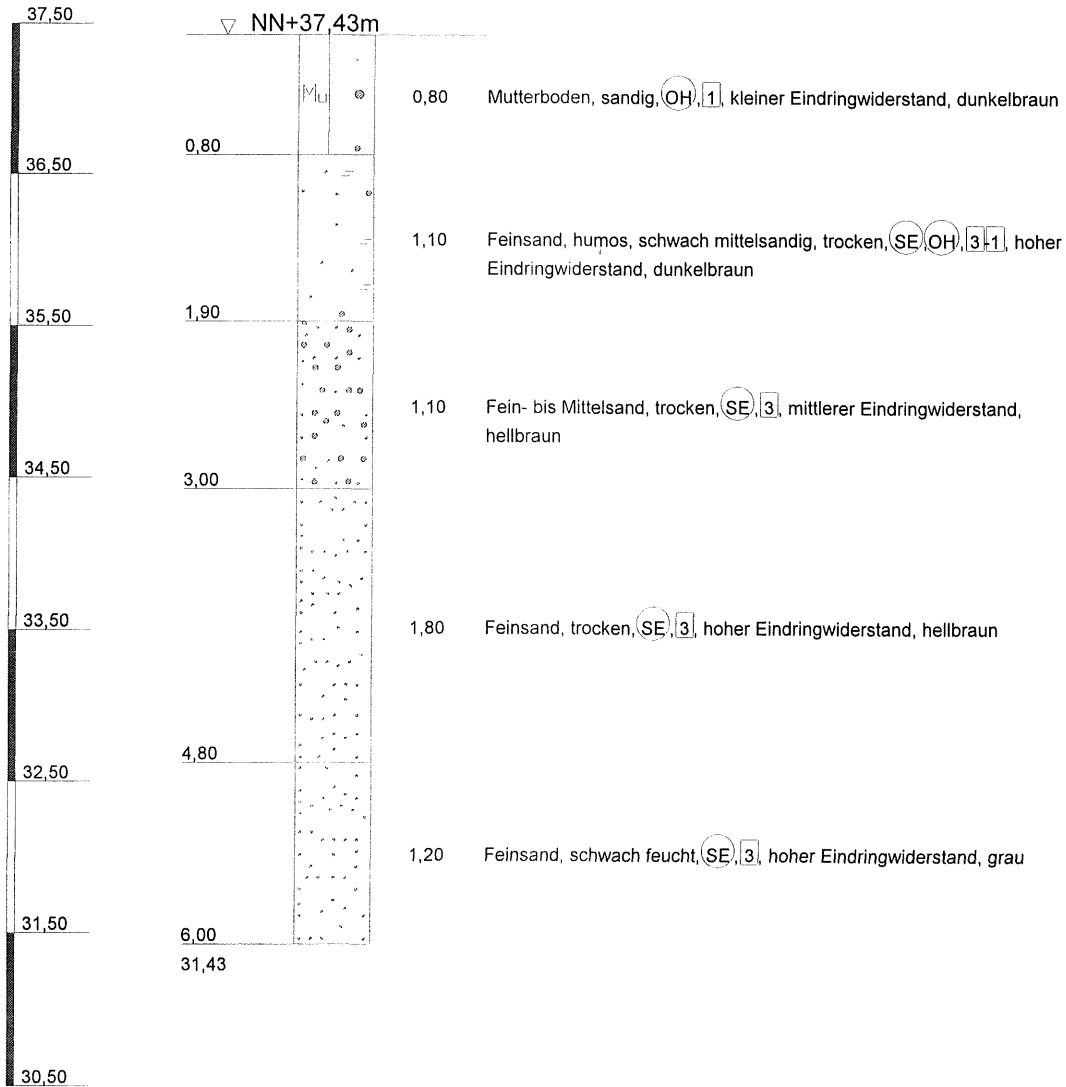 37,50
NN+37,43m
Mu
0,80 Mutterboden, sandig, OH, 1, kleiner Eindringwiderstand, dunkelbraun
0,80
36,50
1,10 Feinsand, humos, schwach mittelsandig, trocken, SE, OH, 3-1, hoher
Eindringwiderstand, dunkelbraun
1,90
35,50
1,10 Fein- bis Mittelsand, trocken, SE, 3, mittlerer Eindringwiderstand,
hellbraun
34,50
3,00
33,50
1,80 Feinsand, trocken, SE, 3, hoher Eindringwiderstand, hellbraun
4,80
32,50
1,20 Feinsand, schwach feucht, SE, 3, hoher Eindringwiderstand, grau
31,50
6,00
31,43
30,50